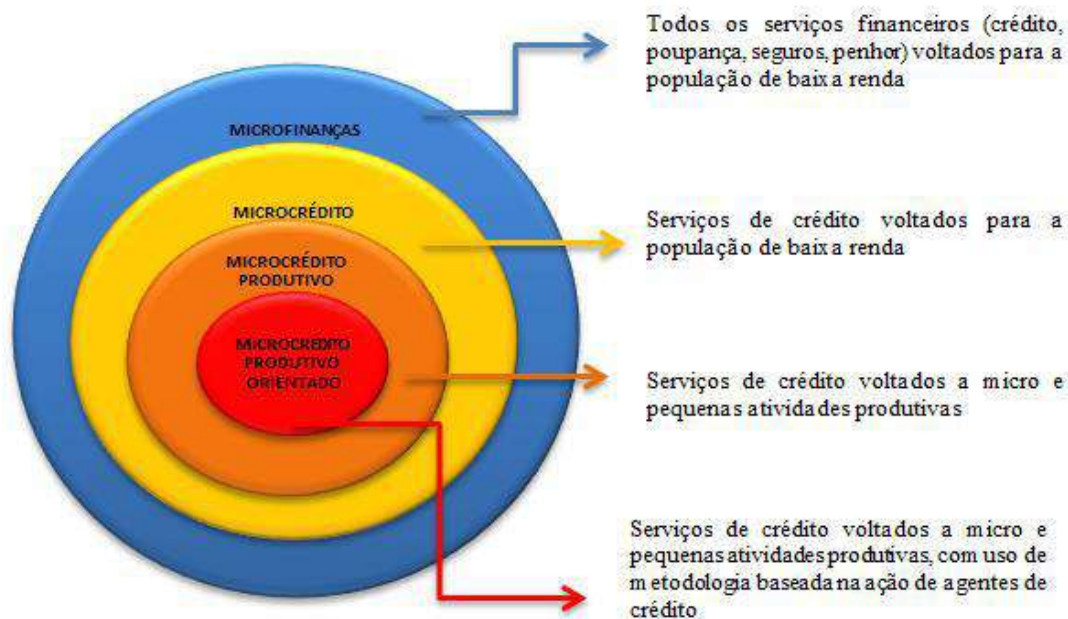 Todos os serviços financeiros (crédito,
poupança, seguros, penhor) voltados para a
população de baixa renda
MICROFINANÇAS
MICROCRÉDITO
Serviços de crédito voltados para a
população de baixa renda
MICROCRÉDITO
PRODUTIVO
MICROCREDITO
PRODUTIVO
ORIENTADO
Serviços de crédito voltados a micro e
pequenas atividades produtivas
Serviços de crédito voltados a micro e
pequenas atividades produtivas, com uso de
metodologia baseada na ação de agentes de
crédito